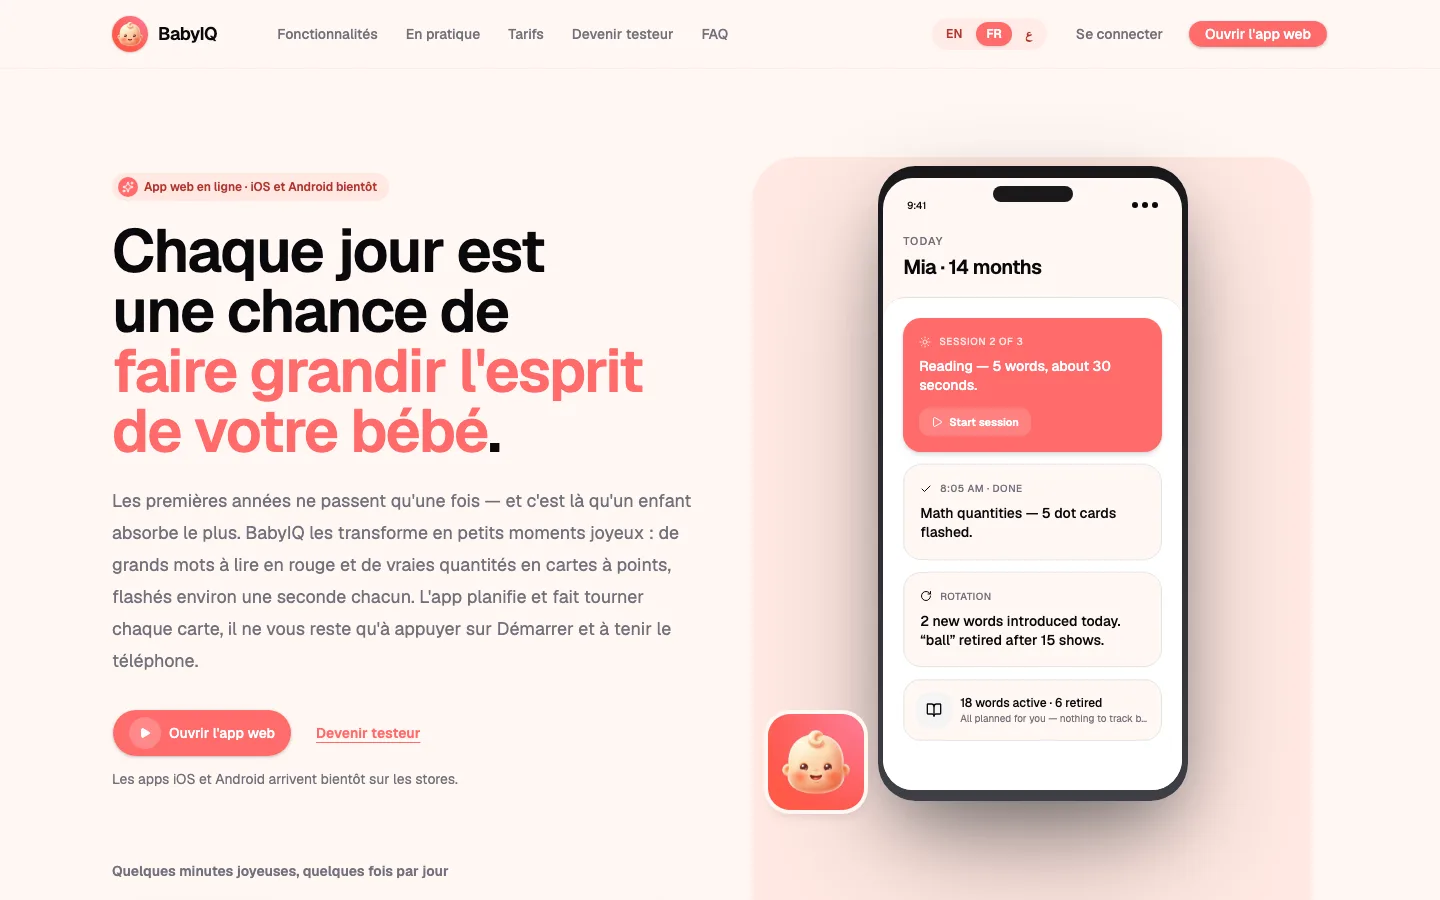 BabyIQ
Fonctionnalités
En pratique
Tarifs
Devenir testeur
FAQ
EN
FR
ع
Se connecter
Ouvrir l'app web
App web en ligne · iOS et Android bientôt
Chaque jour est
une chance de
faire grandir l'esprit
de votre bébé.
Les premières années ne passent qu'une fois — et c'est là qu'un enfant
absorbe le plus. BabyIQ les transforme en petits moments joyeux : de
grands mots à lire en rouge et de vraies quantités en cartes à points,
flashés environ une seconde chacun. L'app planifie et fait tourner
chaque carte, il ne vous reste qu'à appuyer sur Démarrer et à tenir le
téléphone.
Ouvrir l'app web
Devenir testeur
Les apps iOS et Android arrivent bientôt sur les stores.
Quelques minutes joyeuses, quelques fois par jour
9:41
TODAY
Mia · 14 months
SESSION 2 OF 3
Reading — 5 words, about 30
seconds.
Start session
8:05 AM · DONE
Math quantities — 5 dot cards
flashed.
ROTATION
2 new words introduced today.
“ball” retired after 15 shows.
18 words active · 6 retired
All planned for you — nothing to track b...